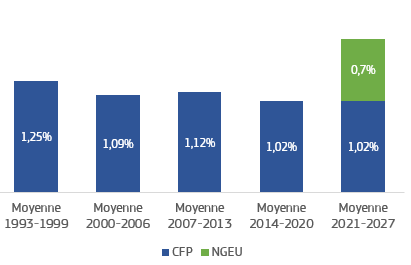 0,7%
1,25%
1,09%
1,12%
1,02%
1,02%
Moyenne
1993-1999
Moyenne
2000-2006
Moyenne
2007-2013
Moyenne
2014-2020
Moyenne
2021-2027
CFP
NGEU